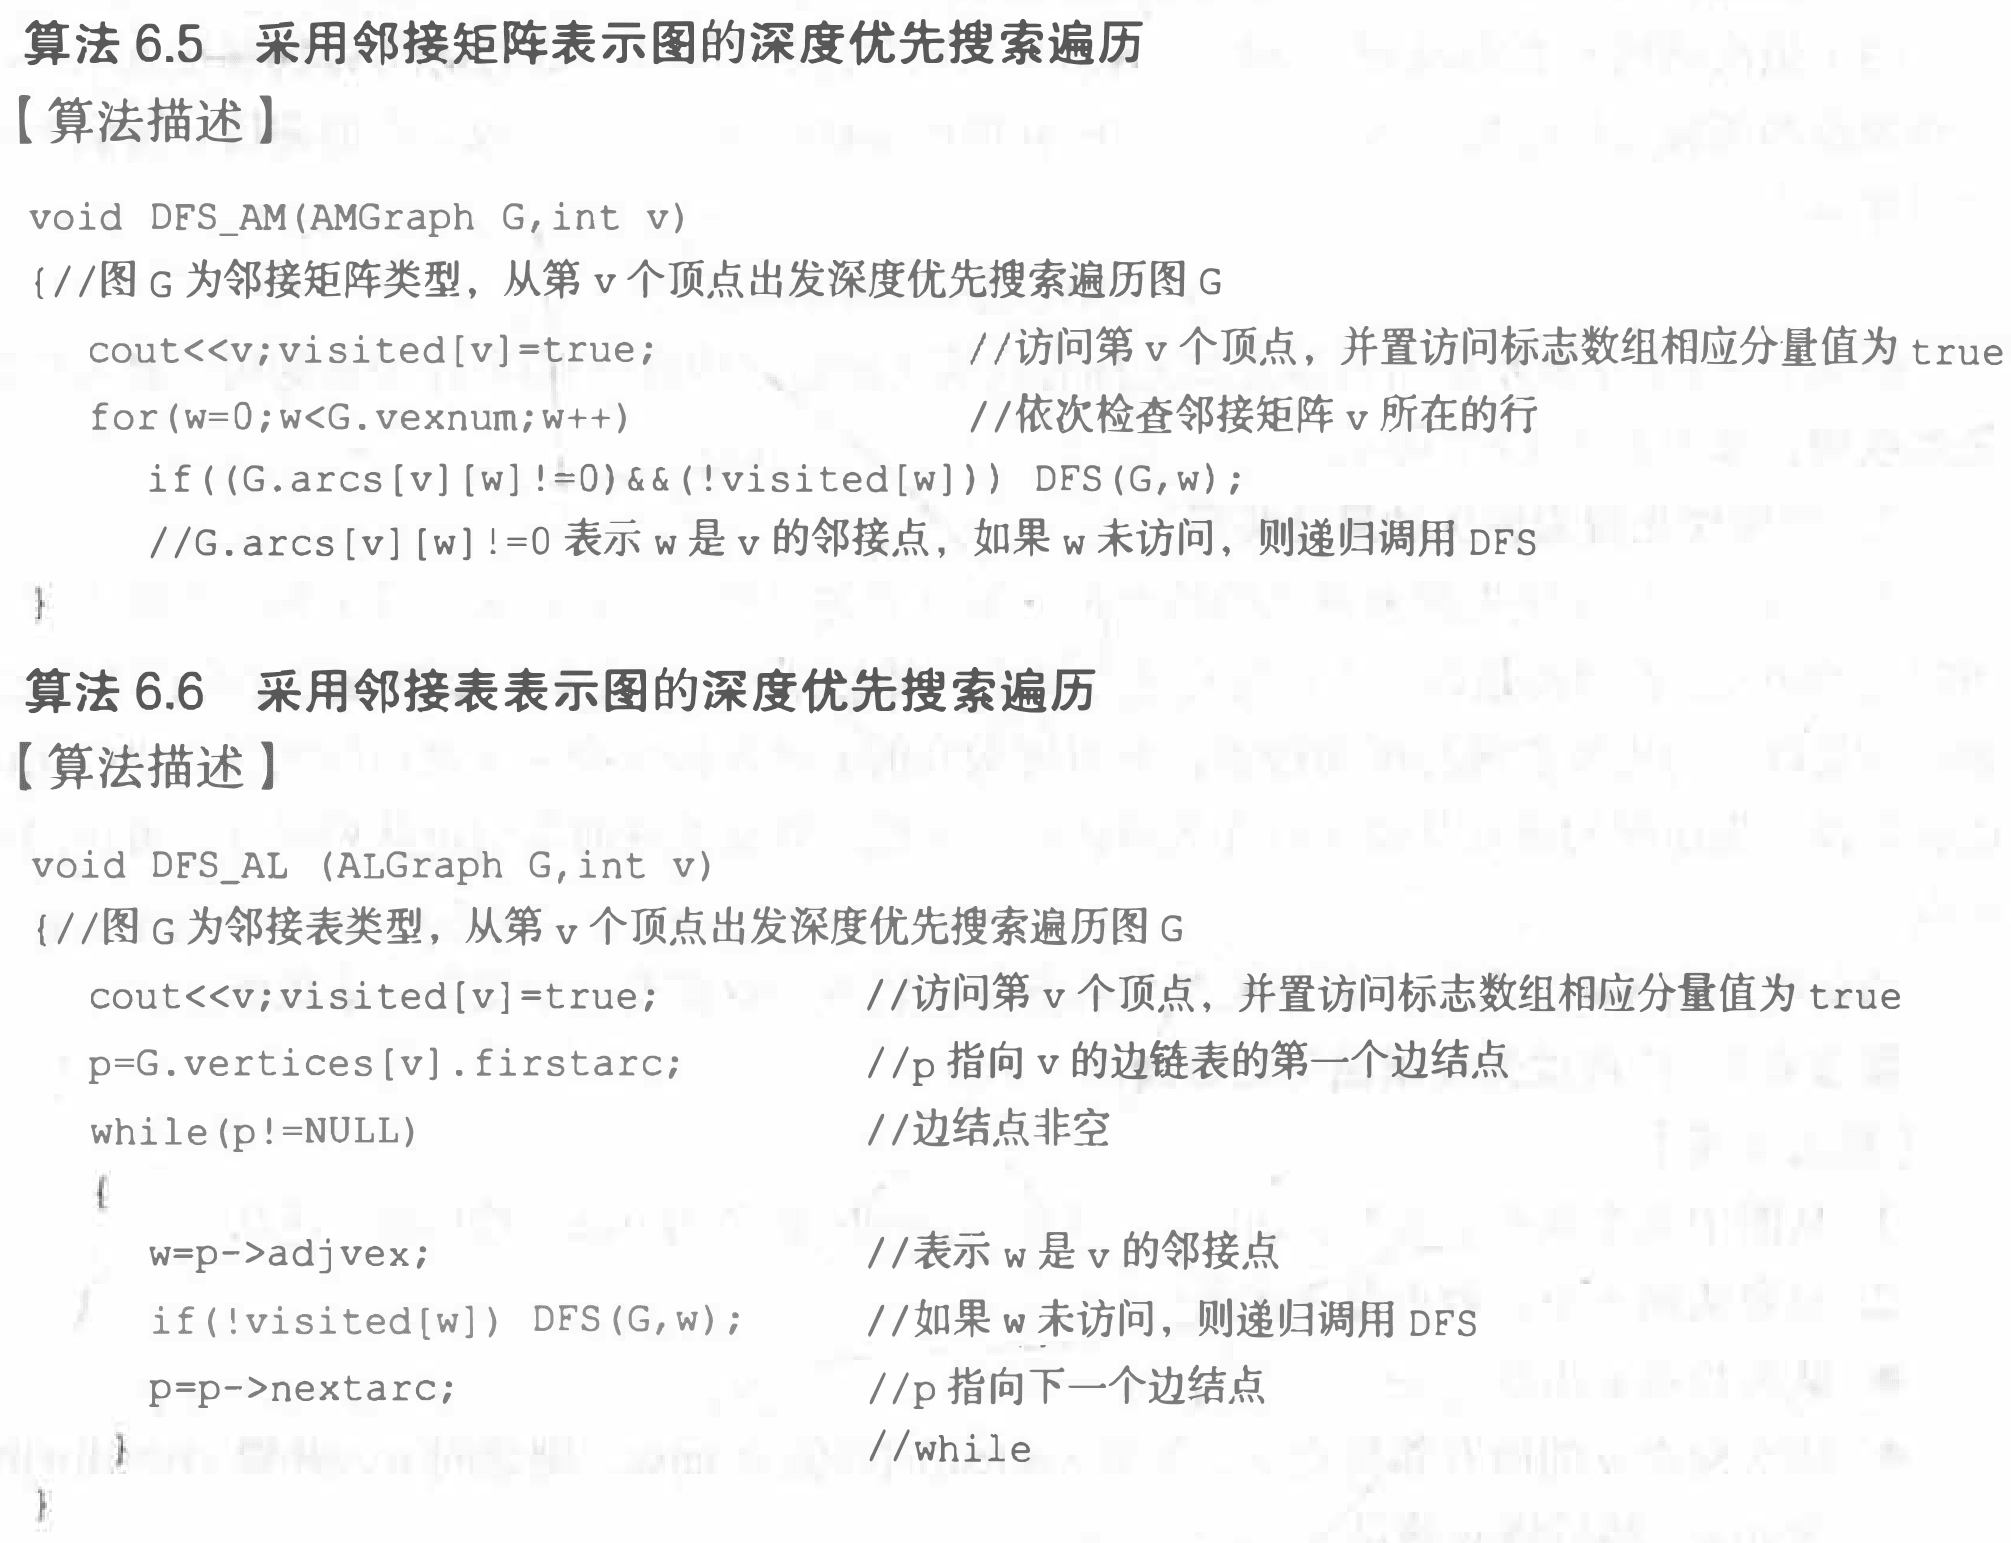 算法 6.5 采用邻接矩阵表示图的深度优先搜索遍历
【算法描述】
void DFS_AM(AMGraph G,int v)
{//图 G 为邻接矩阵类型，从第 v 个顶点出发深度优先搜索遍历图 G
cout<<v;visited[v]=true; //访问第 v 个顶点，并置访问标志数组相应分量值为 true
for(w=0;w<G.vexnum;w++) //依次检查邻接矩阵 v 所在的行
if((G.arcs[v][w]!=0)&&(!visited[w])) DFS(G,w);
//G.arcs[v][w]!=0 表示 w 是 v 的邻接点，如果 w 未访问，则递归调用 DFS
}
算法 6.6 采用邻接表表示图的深度优先搜索遍历
【算法描述】
void DFS_AL (ALGraph G,int v)
{//图 G 为邻接表类型，从第 v 个顶点出发深度优先搜索遍历图 G
cout<<v;visited[v]=true; //访问第 v 个顶点，并置访问标志数组相应分量值为 true
p=G.vertices[v].firstarc; //p 指向 v 的边链表的第一个边结点
while(p!=NULL) //边结点非空
{
w=p->adjvex; //表示 w 是 v 的邻接点
if(!visited[w]) DFS(G,w); //如果 w 未访问，则递归调用 DFS
p=p->nextarc; //p 指向下一个边结点
} //while
}